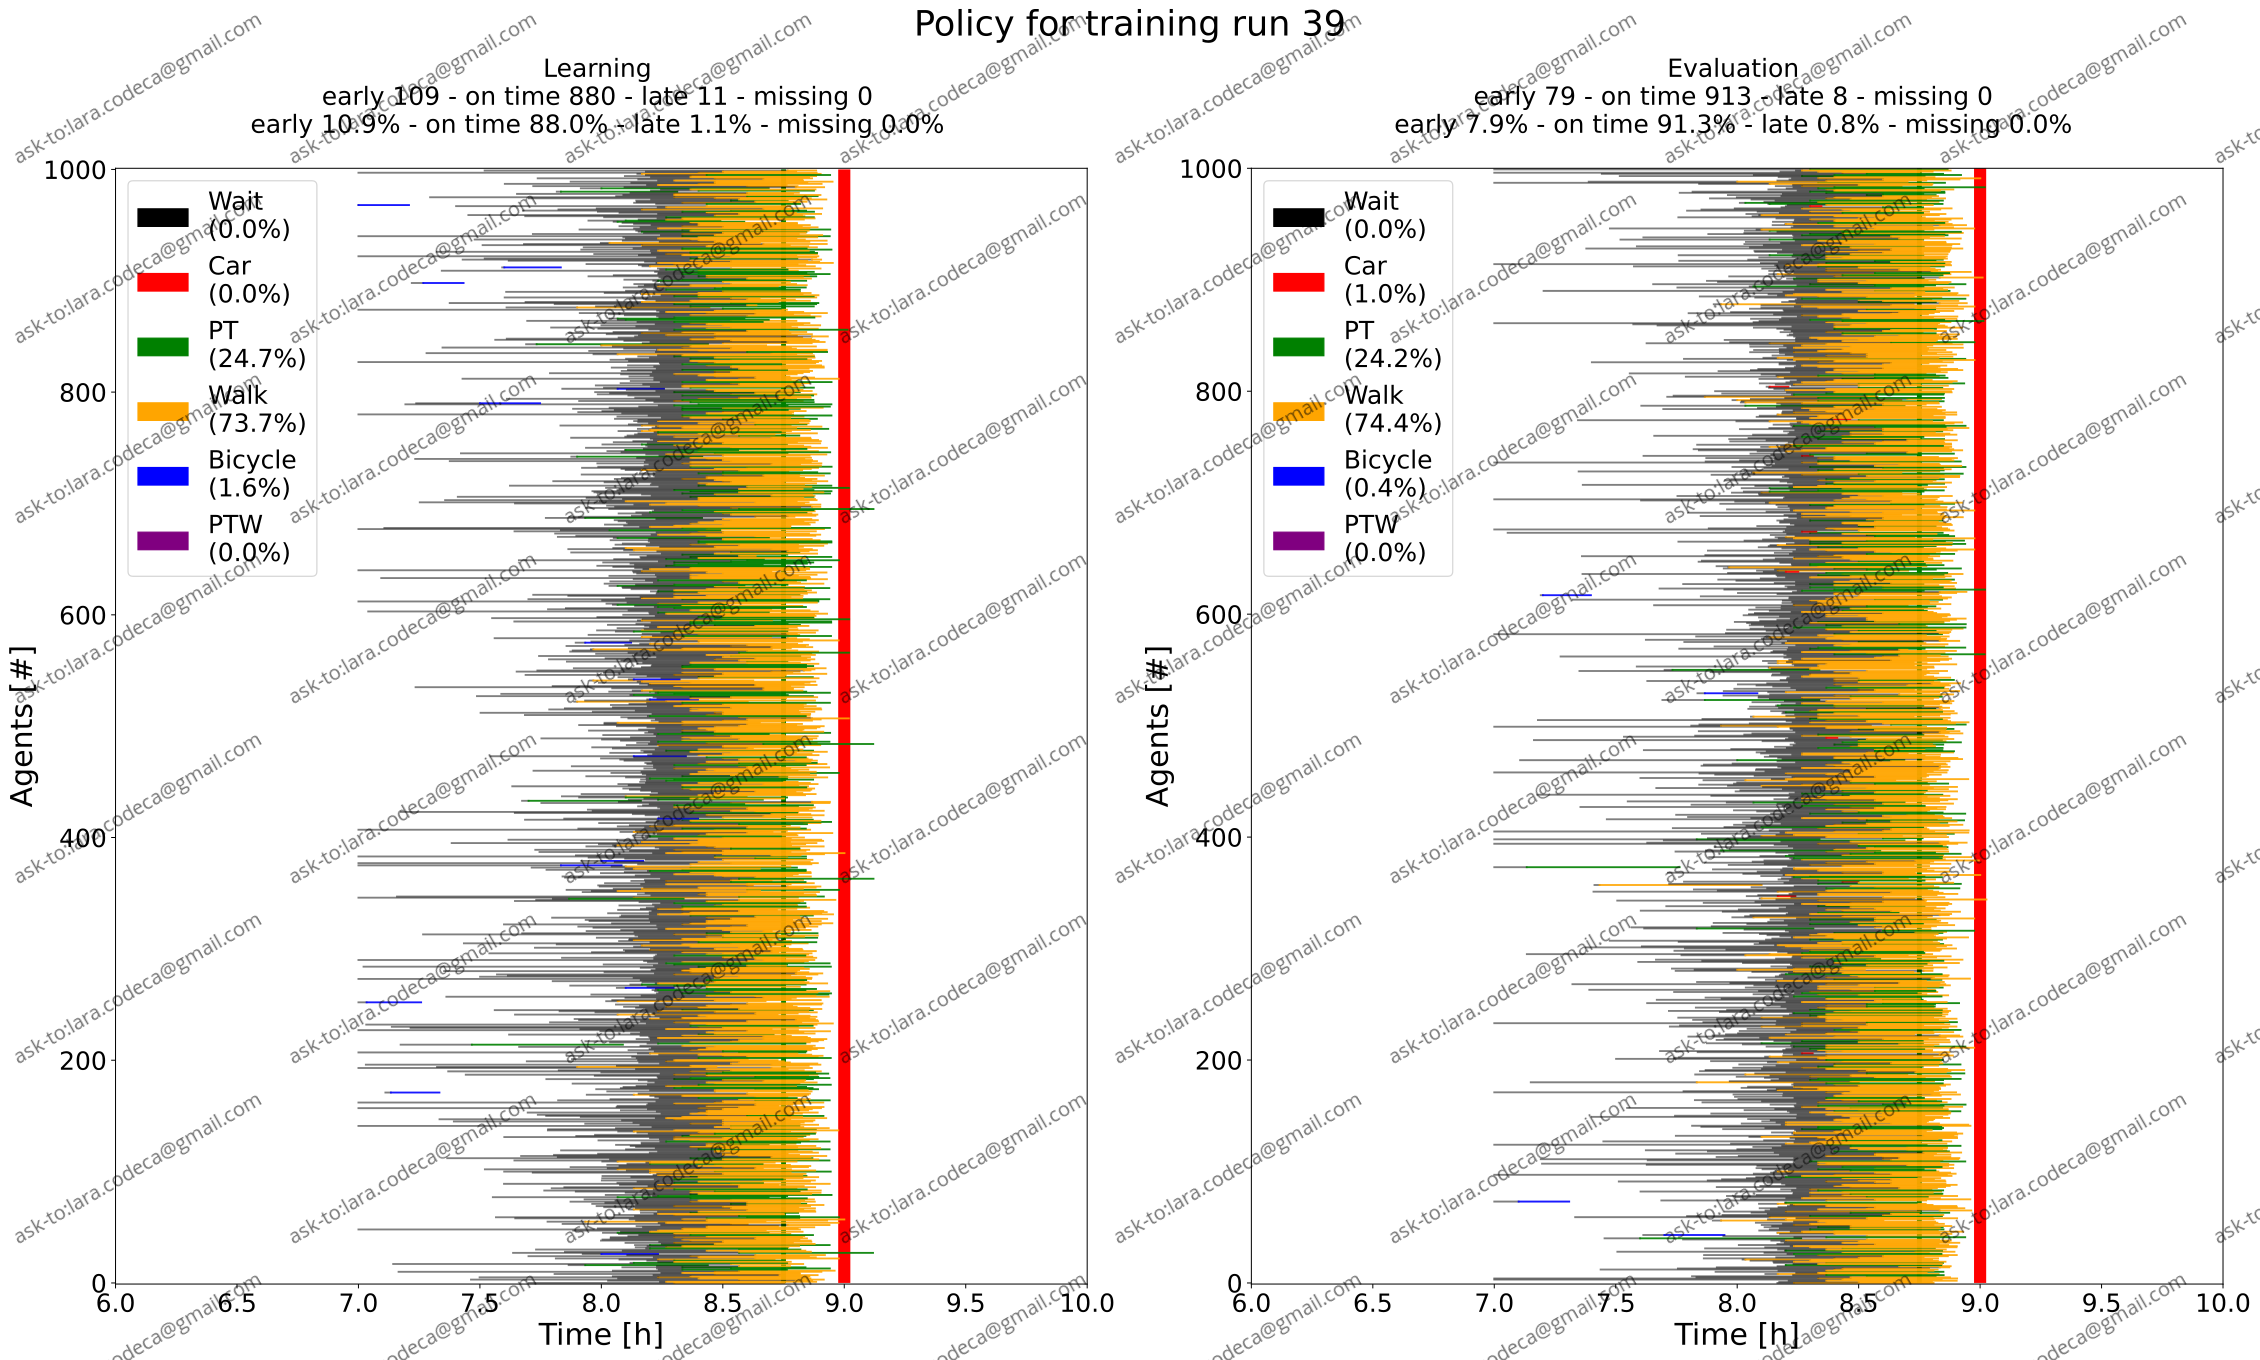 Policy for training run 39
Learning
early 109 - on time 880 - late 11 - missing 0
early 10.9% - on time 88.0% - late 1.1% - missing 0.0%
Wait
(0.0%)
Car
(0.0%)
PT
(24.7%)
Walk
(73.7%)
Bicycle
(1.6%)
PTW
(0.0%)
Agents [#]
1000
800
600
400
200
0
6.0 6.5 7.0 7.5 8.0 8.5 9.0 9.5 10.0
Time [h]
Evaluation
early 79 - on time 913 - late 8 - missing 0
early 7.9% - on time 91.3% - late 0.8% - missing 0.0%
Wait
(0.0%)
Car
(1.0%)
PT
(24.2%)
Walk
(74.4%)
Bicycle
(0.4%)
PTW
(0.0%)
Agents [#]
1000
800
600
400
200
0
6.0 6.5 7.0 7.5 8.0 8.5 9.0 9.5 10.0
Time [h]
ask-to:lara.codeca@gmail.com